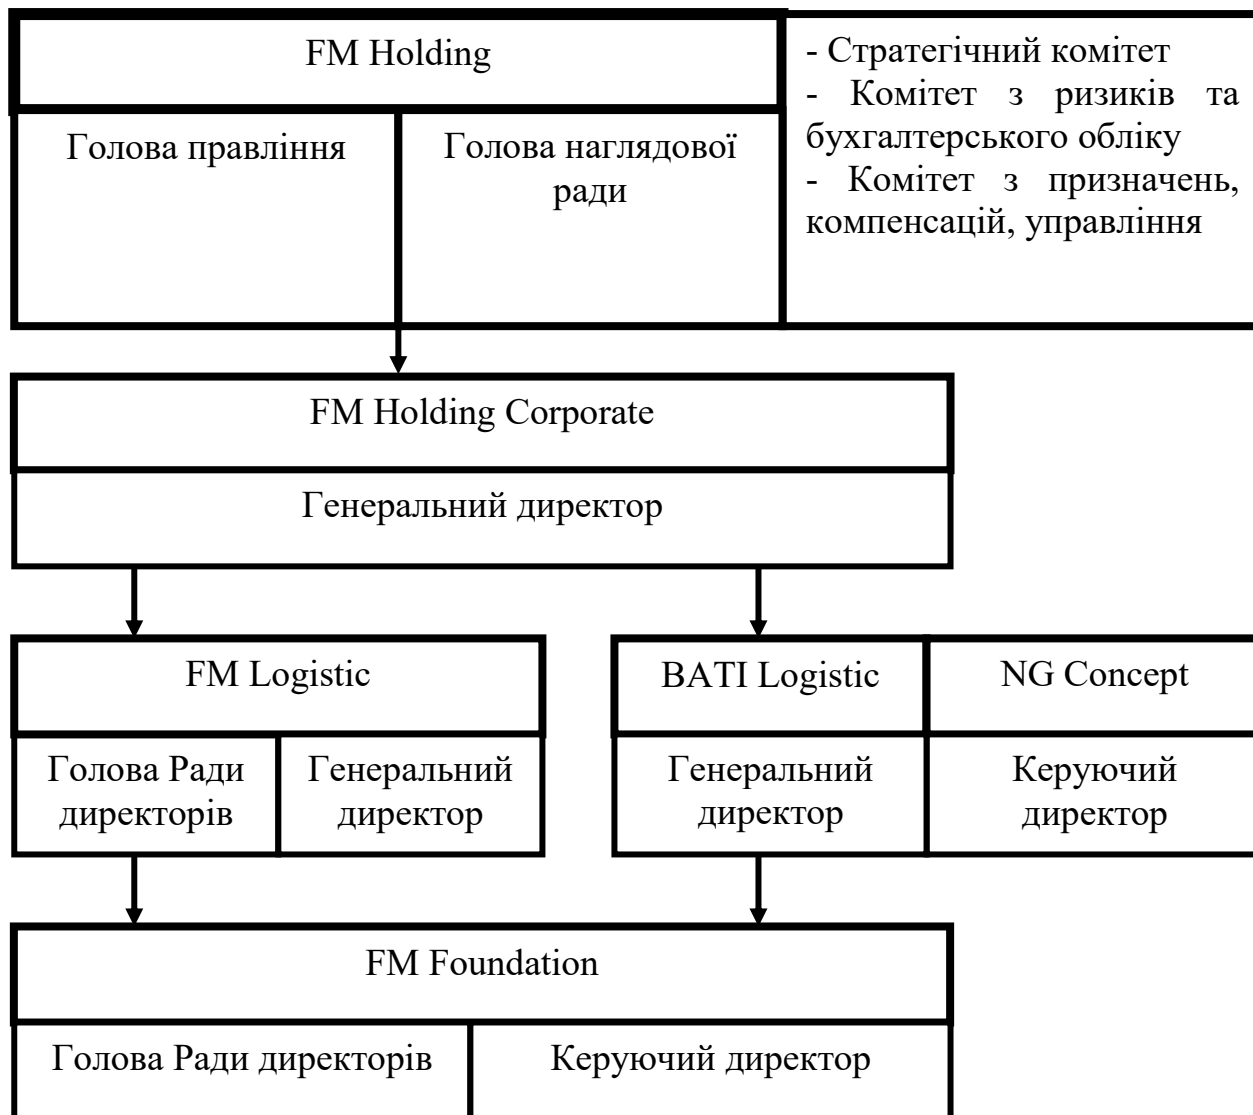 FM Holding
Голова правління
Голова наглядової
ради
- Стратегічний комітет
- Комітет з ризиків та
бухгалтерського обліку
- Комітет з призначень,
компенсацій, управління
FM Holding Corporate
Генеральний директор
FM Logistic
Голова Ради
директорів
Генеральний
директор
BATI Logistic
NG Concept
Генеральний
директор
Керуючий
директор
FM Foundation
Голова Ради директорів
Керуючий директор